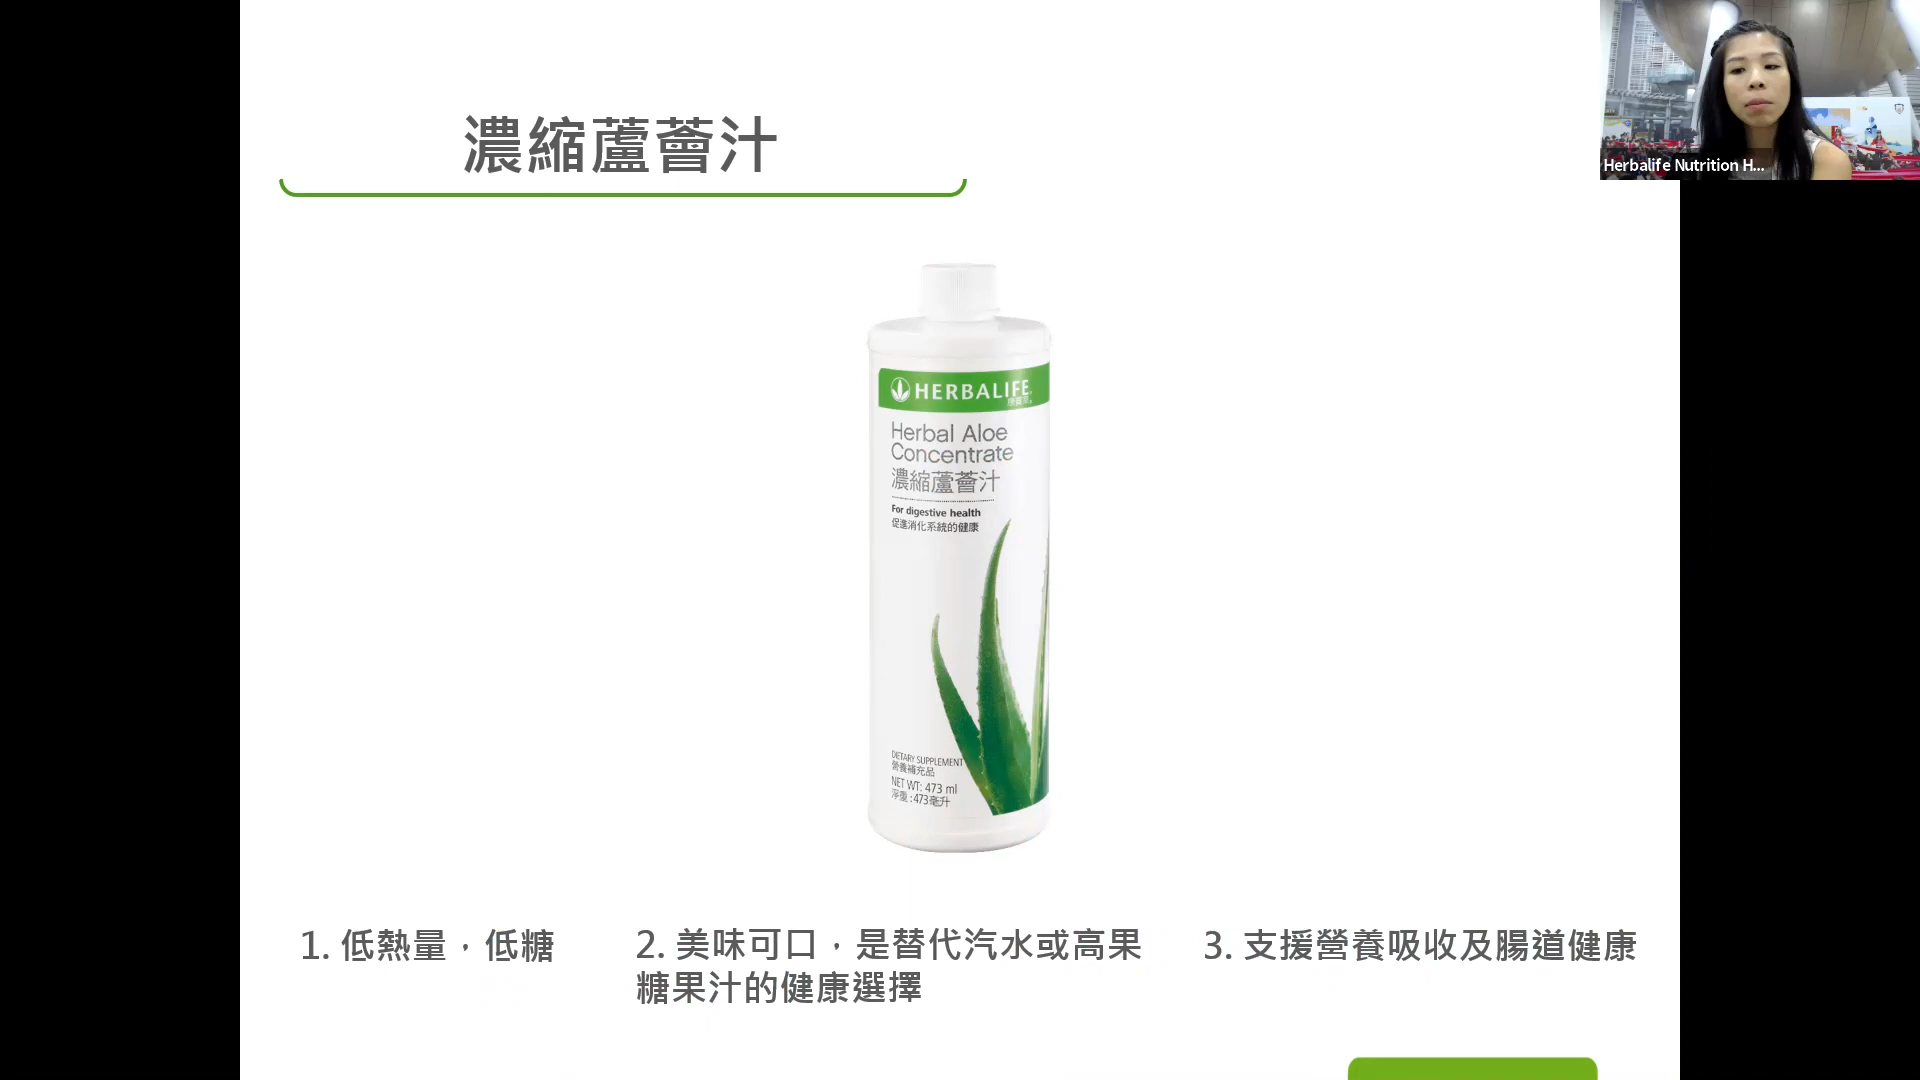 濃縮蘆薈汁
Herbalife Nutrition H...
HERBALIFE
Herbal Aloe
Concentrate
濃縮蘆薈汁
For digestive health
促進消化系統的健康
DIETARY SUPPLEMENT
營養補充品
NET WT: 473 ml
淨重:473毫升
1. 低熱量，低糖
2. 美味可口，是替代汽水或高果
糖果汁的健康選擇
3. 支援營養吸收及腸道健康